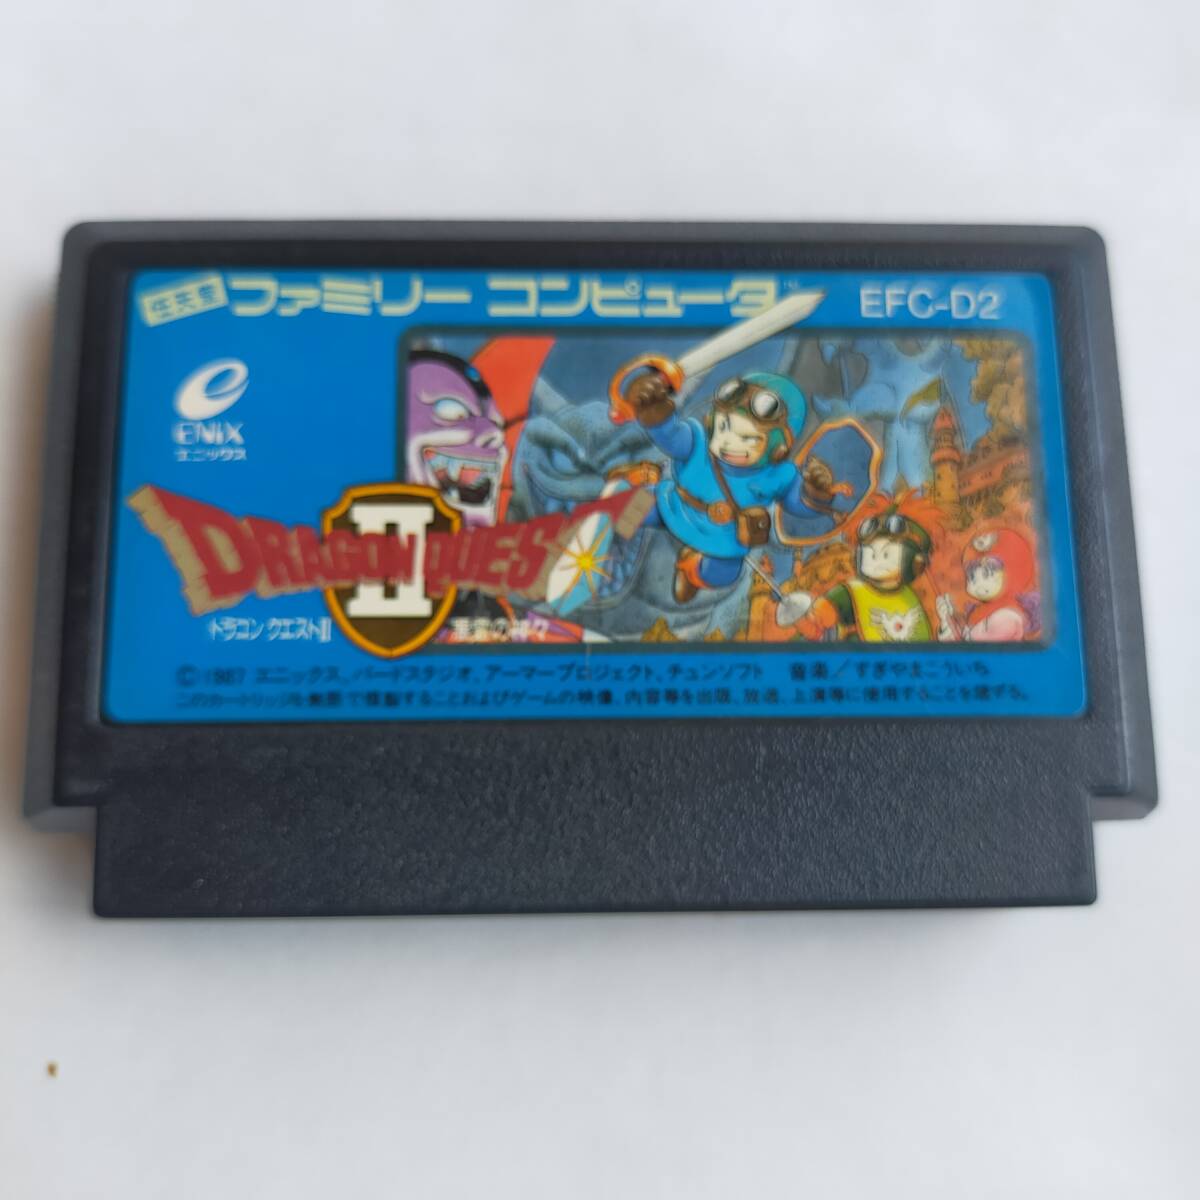 任天堂 ファミリー コンピュータ TM
EFC-D2
ENIX
エニックス
DRAGON QUEST
II
ドラゴンクエストII 悪霊の神々
©1987 エニックス、バードスタジオ、アーマープロジェクト、チュンソフト 音楽/すぎやまこういち
このカートリッジを無断で複製することおよびゲームの映像、内容等を出版、放送、上演等に使用することを禁ずる。